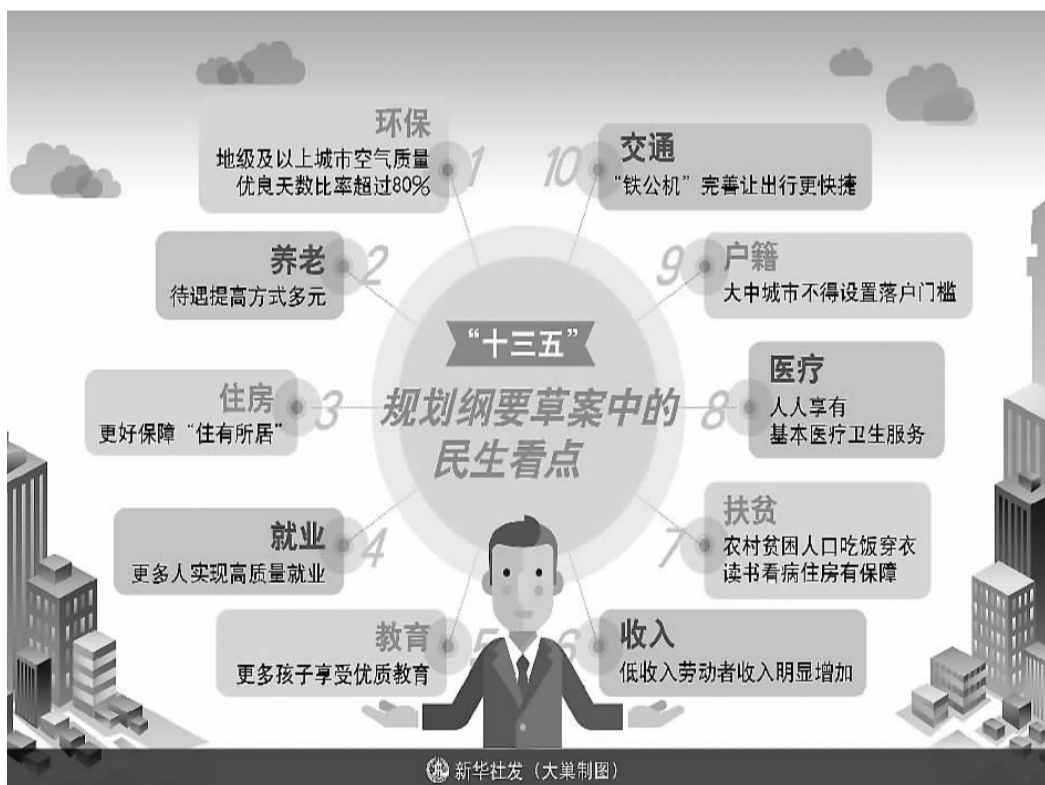 “十三五”
规划纲要草案中的
民生看点
1
环保
地级及以上城市空气质量
优良天数比率超过80%
2
养老
待遇提高方式多元
3
住房
更好保障“住有所居”
4
就业
更多人实现高质量就业
5
教育
更多孩子享受优质教育
6
收入
低收入劳动者收入明显增加
7
扶贫
农村贫困人口吃饭穿衣
读书看病住房有保障
8
医疗
人人享有
基本医疗卫生服务
9
户籍
大中城市不得设置落户门槛
10
交通
“铁公机”完善让出行更快捷
新华社发（大巢制图）